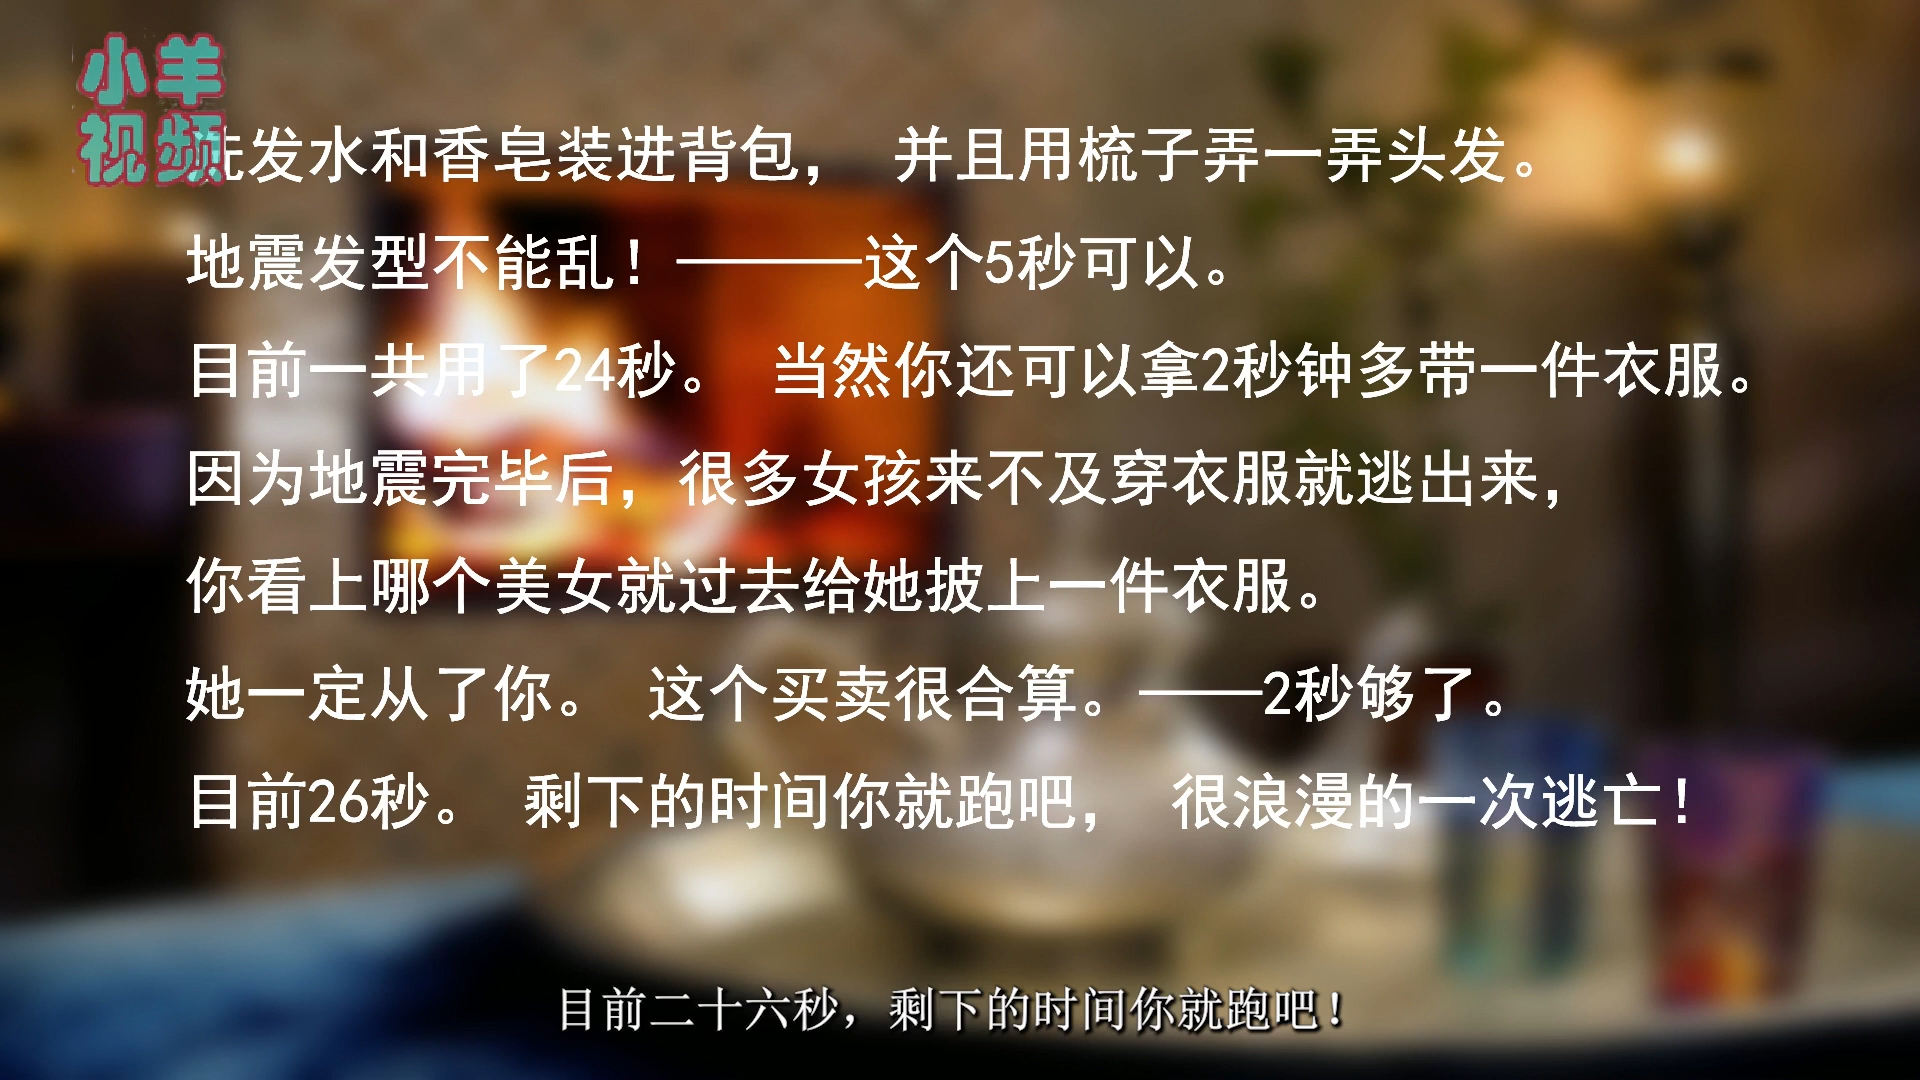 小羊
视频
洗发水和香皂装进背包， 并且用梳子弄一弄头发。
地震发型不能乱！———这个5秒可以。
目前一共用了24秒。 当然你还可以拿2秒钟多带一件衣服。
因为地震完毕后，很多女孩来不及穿衣服就逃出来，
你看上哪个美女就过去给她披上一件衣服。
她一定从了你。 这个买卖很合算。——2秒够了。
目前26秒。 剩下的时间你就跑吧， 很浪漫的一次逃亡！
目前二十六秒，剩下的时间你就跑吧！